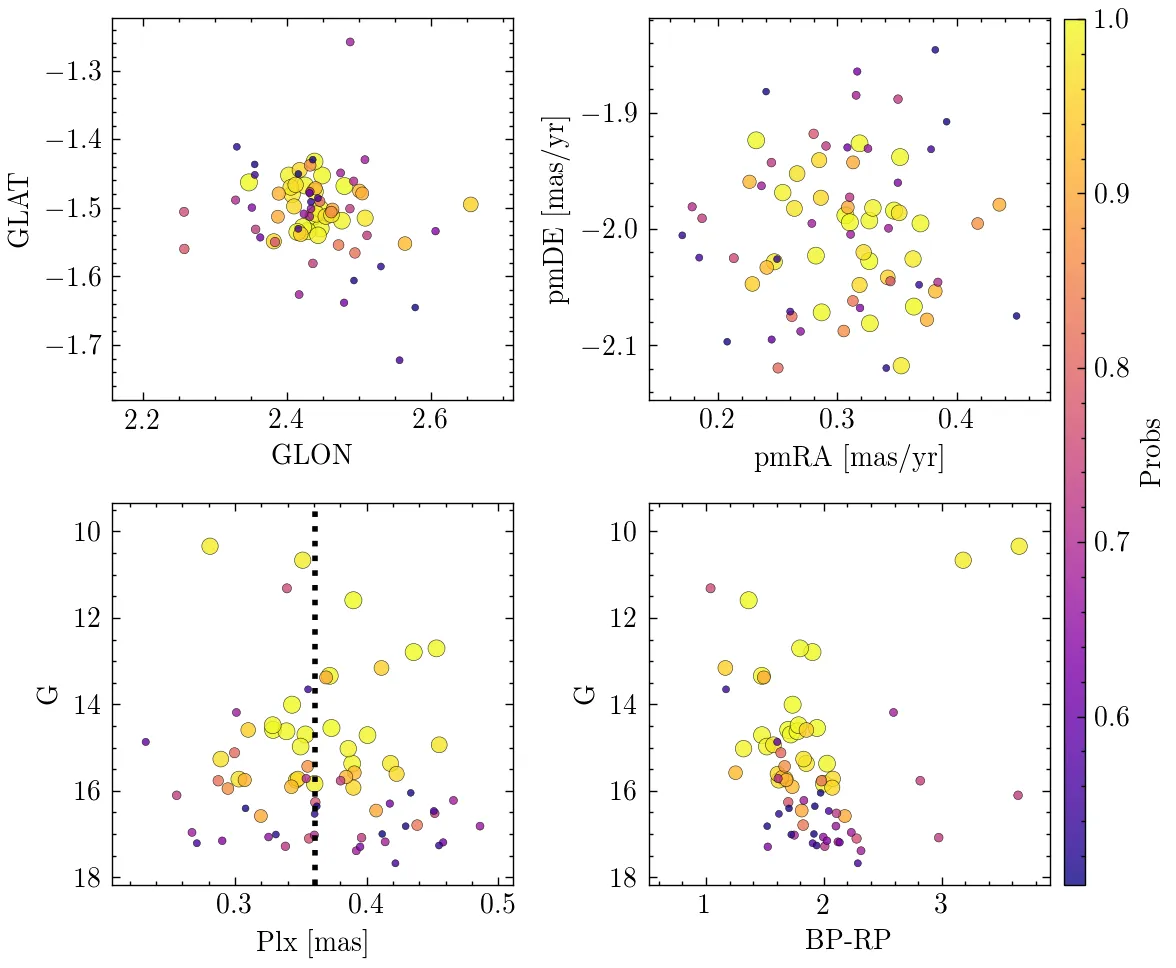 −1.3
−1.4
−1.5
−1.6
−1.7
GLAT
2.2 2.4 2.6
GLON
−1.9
−2.0
−2.1
pmDE [mas/yr]
0.2 0.3 0.4
pmRA [mas/yr]
10
12
14
16
18
G
0.3 0.4 0.5
Plx [mas]
10
12
14
16
18
G
1 2 3
BP-RP
1.0
0.9
0.8
0.7
0.6
Probs